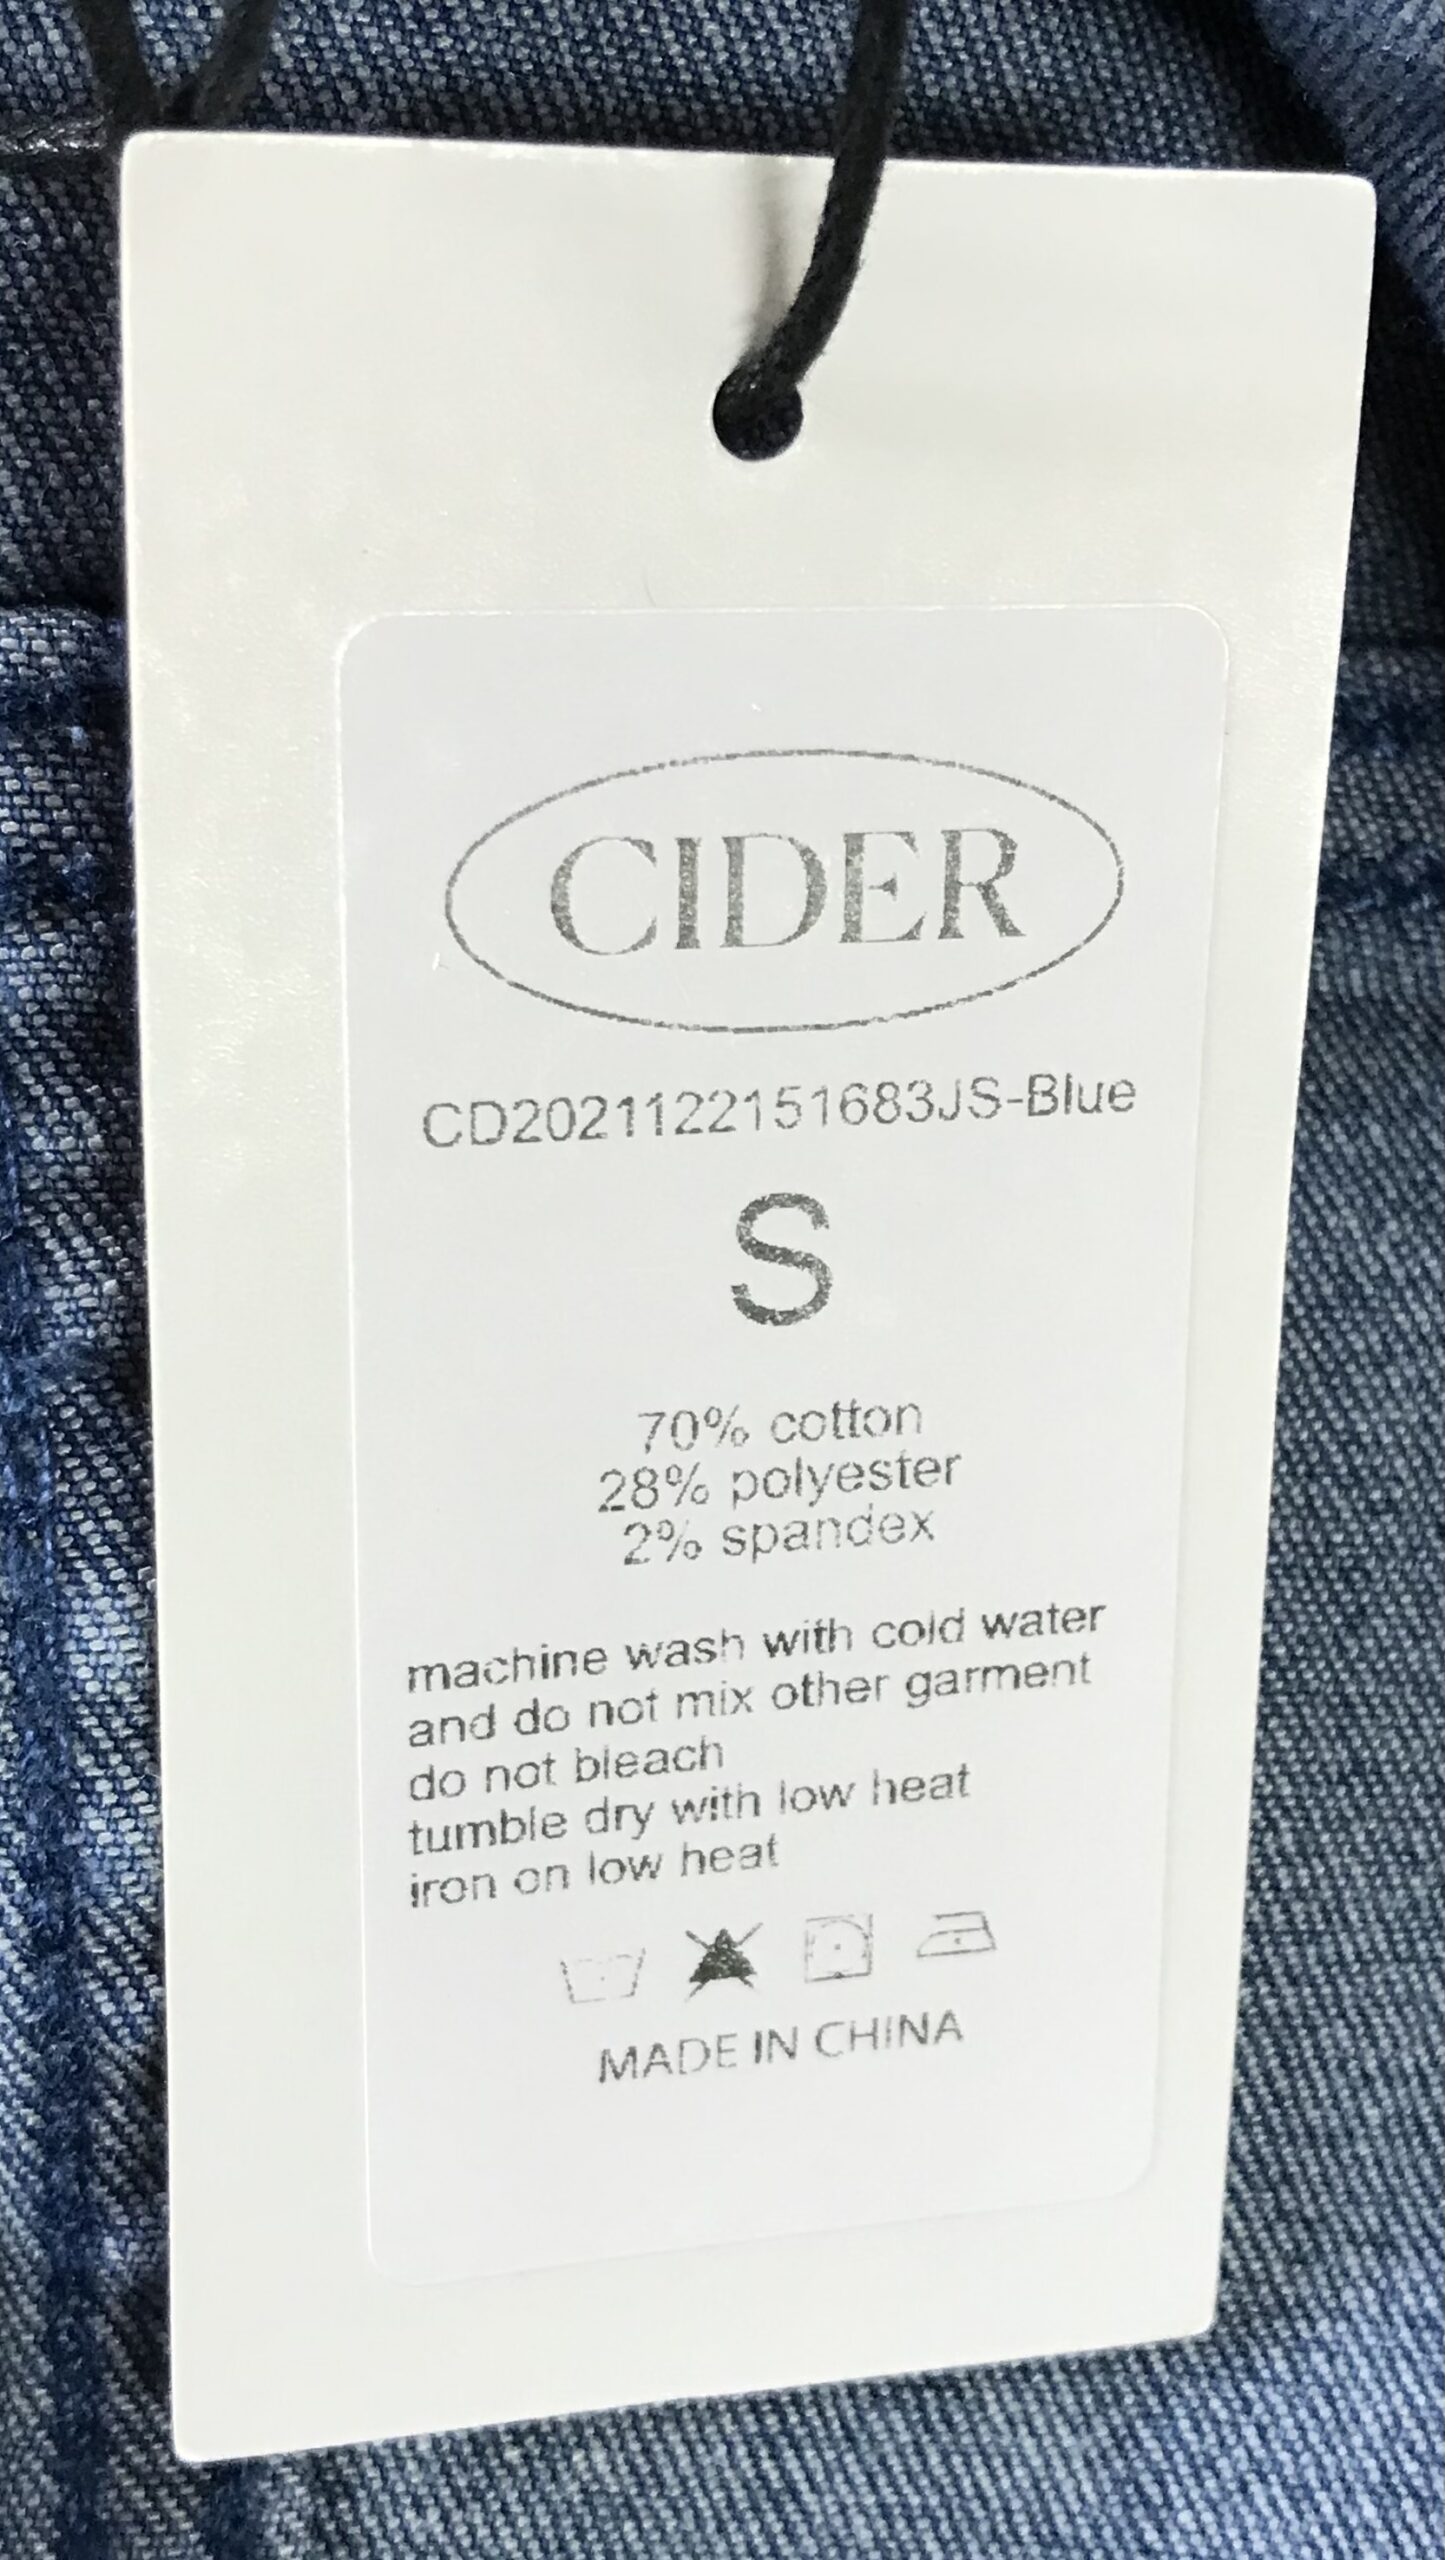 CIDER
CD2021122151683JS-Blue
S
70% cotton
28% polyester
2% spandex
machine wash with cold water
and do not mix other garment
do not bleach
tumble dry with low heat
iron on low heat
MADE IN CHINA